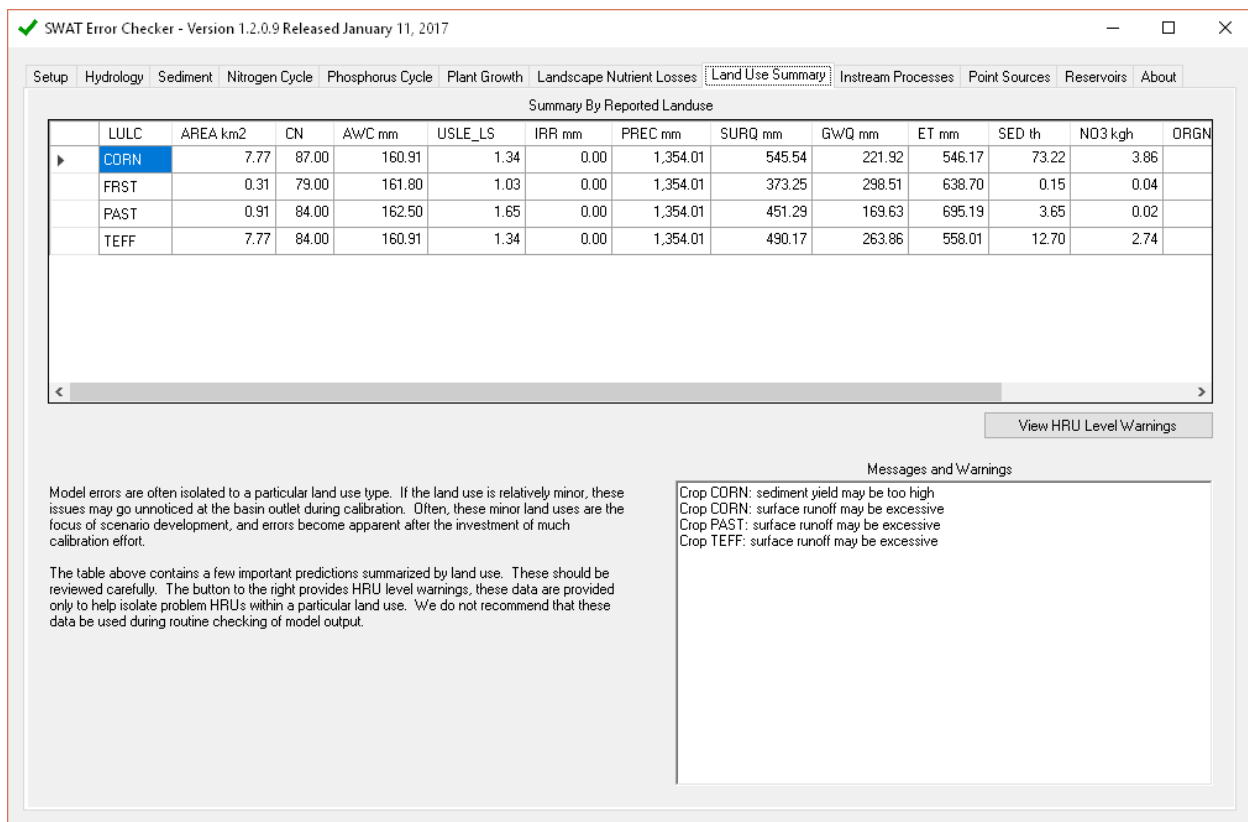 SWAT Error Checker - Version 1.2.0.9 Released January 11, 2017
Setup Hydrology Sediment Nitrogen Cycle Phosphorus Cycle Plant Growth Landscape Nutrient Losses Land Use Summary Instream Processes Point Sources Reservoirs About
Summary By Reported Landuse
LULC AREA km2 CN AWC mm USLE_LS IRR mm PREC mm SURQ mm GWQ mm ET mm SED th NO3 kgh ORGN
CORN 7.77 87.00 160.91 1.34 0.00 1,354.01 545.54 221.92 546.17 73.22 3.86
FRST 0.31 79.00 161.80 1.03 0.00 1,354.01 373.25 298.51 638.70 0.15 0.04
PAST 0.91 84.00 162.50 1.65 0.00 1,354.01 451.29 169.63 695.19 3.65 0.02
TEFF 7.77 84.00 160.91 1.34 0.00 1,354.01 490.17 263.86 558.01 12.70 2.74
View HRU Level Warnings
Model errors are often isolated to a particular land use type. If the land use is relatively minor, these
issues may go unnoticed at the basin outlet during calibration. Often, these minor land uses are the
focus of scenario development, and errors become apparent after the investment of much
calibration effort.
The table above contains a few important predictions summarized by land use. These should be
reviewed carefully. The button to the right provides HRU level warnings, these data are provided
only to help isolate problem HRUs within a particular land use. We do not recommend that these
data be used during routine checking of model output.
Messages and Warnings
Crop CORN: sediment yield may be too high
Crop CORN: surface runoff may be excessive
Crop PAST: surface runoff may be excessive
Crop TEFF: surface runoff may be excessive